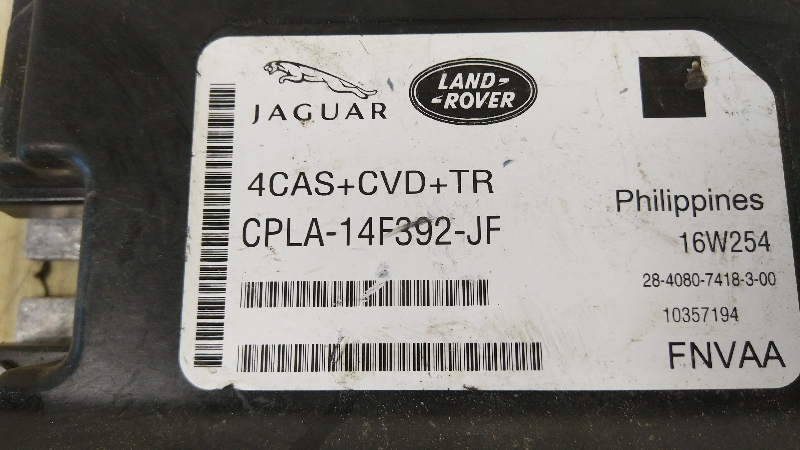 JAGUAR
LAND-
-ROVER
4CAS+CVD+TR
CPLA-14F392-JF
Philippines
16W254
28-4080-7418-3-00
10357194
FNVAA